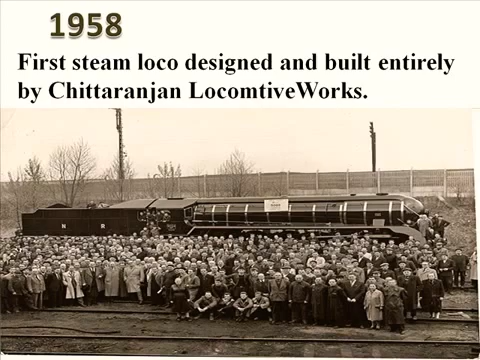 1958
First steam loco designed and built entirely
by Chittaranjan LocomtiveWorks.
N R